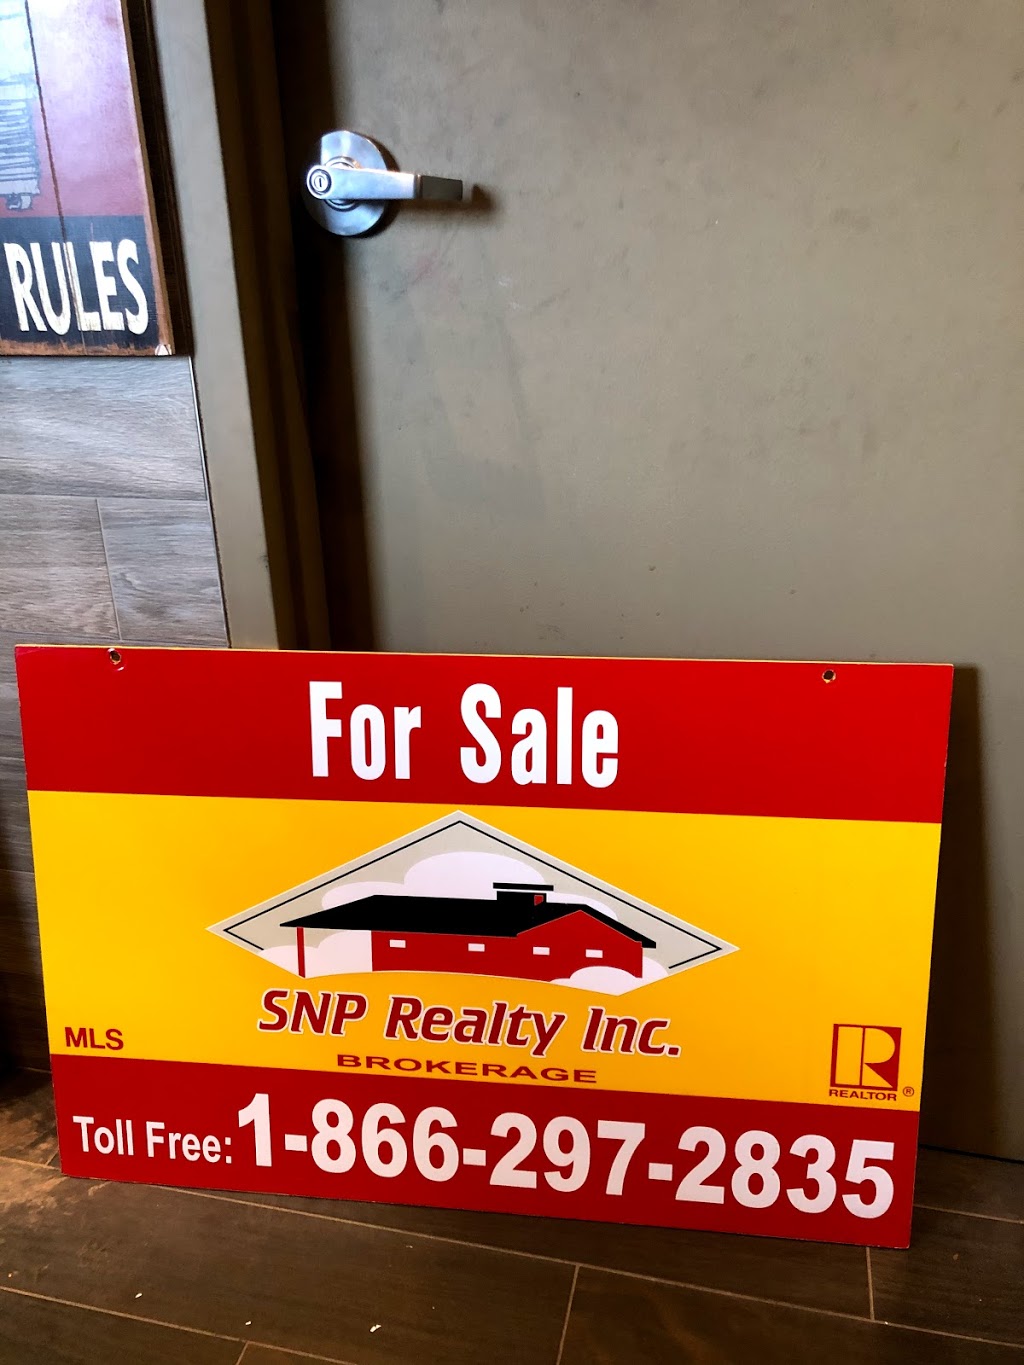 RULES
For Sale
SNP Realty Inc.
BROKERAGE
MLS
REALTOR®
Toll Free: 1-866-297-2835